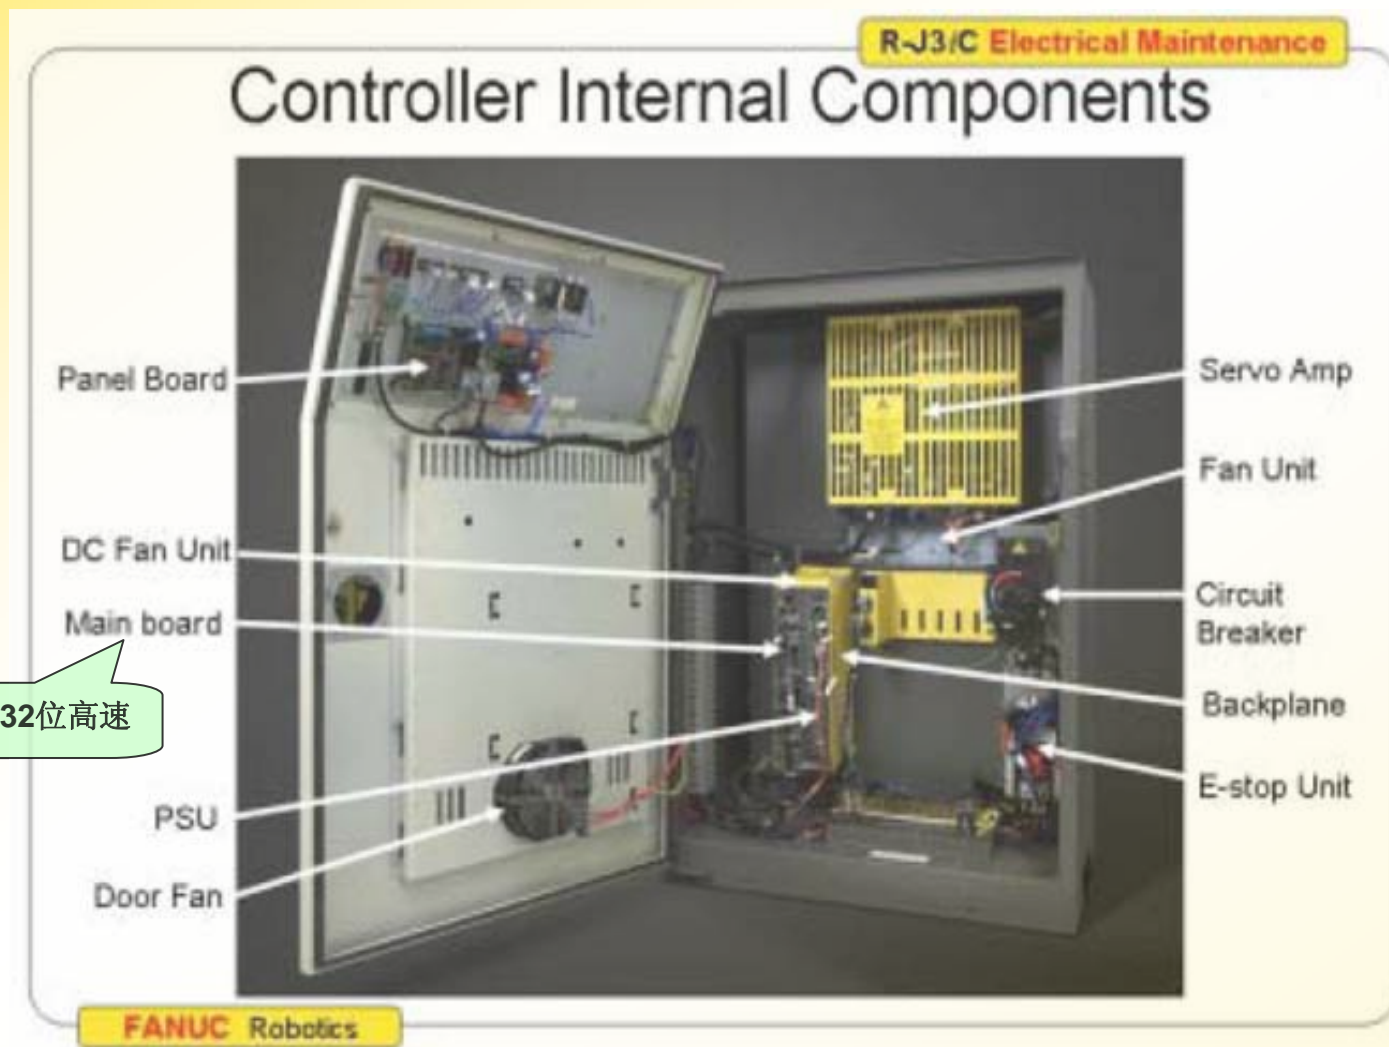 R-J3/C Electrical Maintenance
Controller Internal Components
Panel Board
DC Fan Unit
Main board
32位高速
PSU
Door Fan
Servo Amp
Fan Unit
Circuit
Breaker
Backplane
E-stop Unit
FANUC Robotics